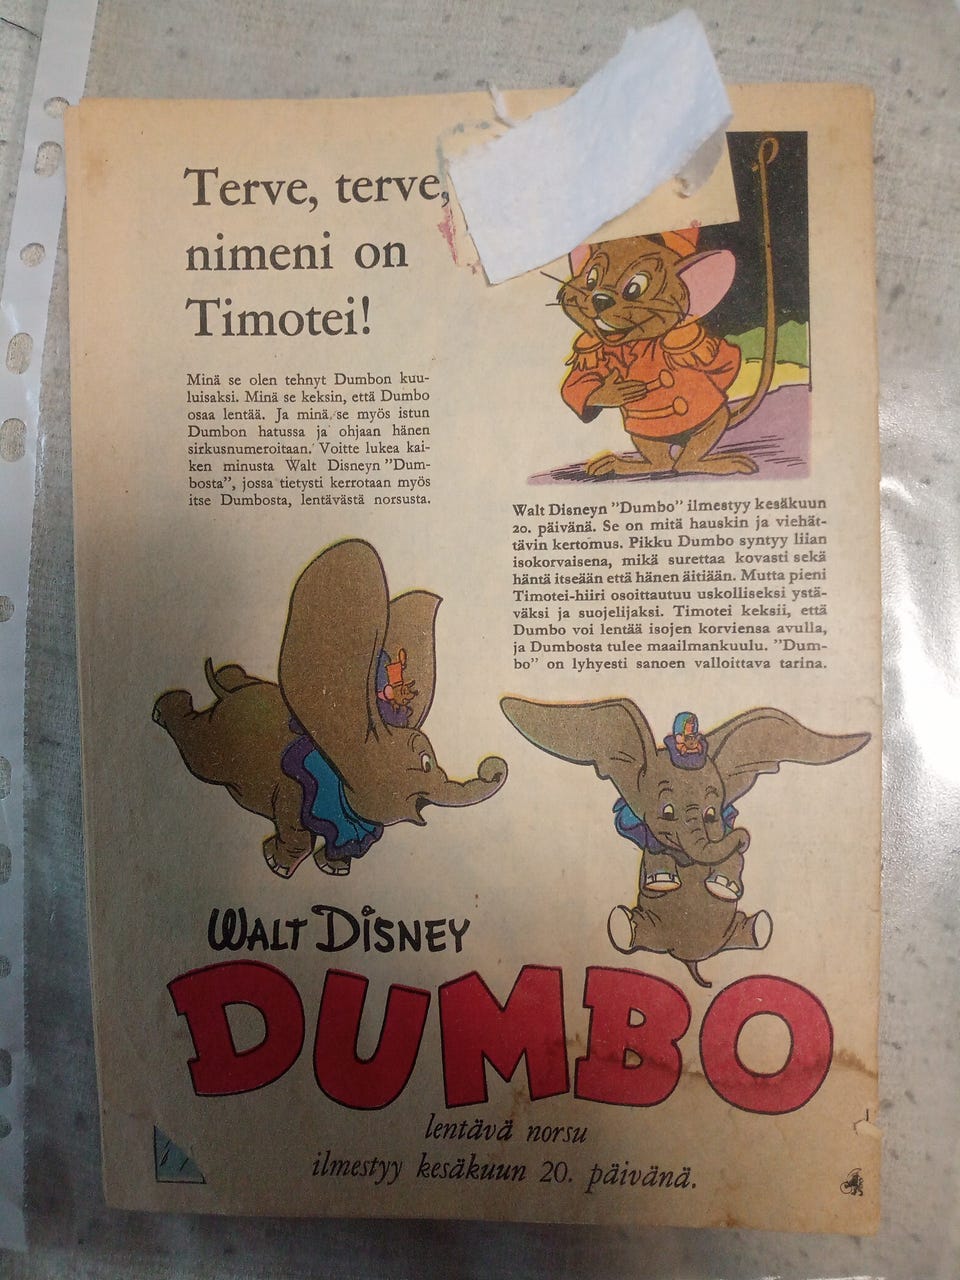 Terve, terve,
nimeni on
Timotei!
Minä se olen tehnyt Dumbon kuu-
luisaksi. Minä se keksin, että Dumbo
osaa lentää. Ja minä se myös istun
Dumbon hatussa ja ohjaan hänen
sirkusnumeroitaan. Voitte lukea kai-
ken minusta Walt Disneyn ”Dum-
bosta”, jossa tietysti kerrotaan myös
itse Dumbosta, lentävästä norsusta.
Walt Disneyn ”Dumbo” ilmestyy kesäkuun
20. päivänä. Se on mitä hauskin ja viehät-
tävin kertomus. Pikku Dumbo syntyy liian
isokorvaisena, mikä surettaa kovasti sekä
häntä itseään että hänen äitiään. Mutta pieni
Timotei-hiiri osoittautuu uskolliseksi ystä-
väksi ja suojelijaksi. Timotei keksii, että
Dumbo voi lentää isojen korviensa avulla,
ja Dumbosta tulee maailmankuulu. ”Dum-
bo” on lyhyesti sanoen valloittava tarina.
WALT DISNEY
DUMBO
lentävä norsu
ilmestyy kesäkuun 20. päivänä.